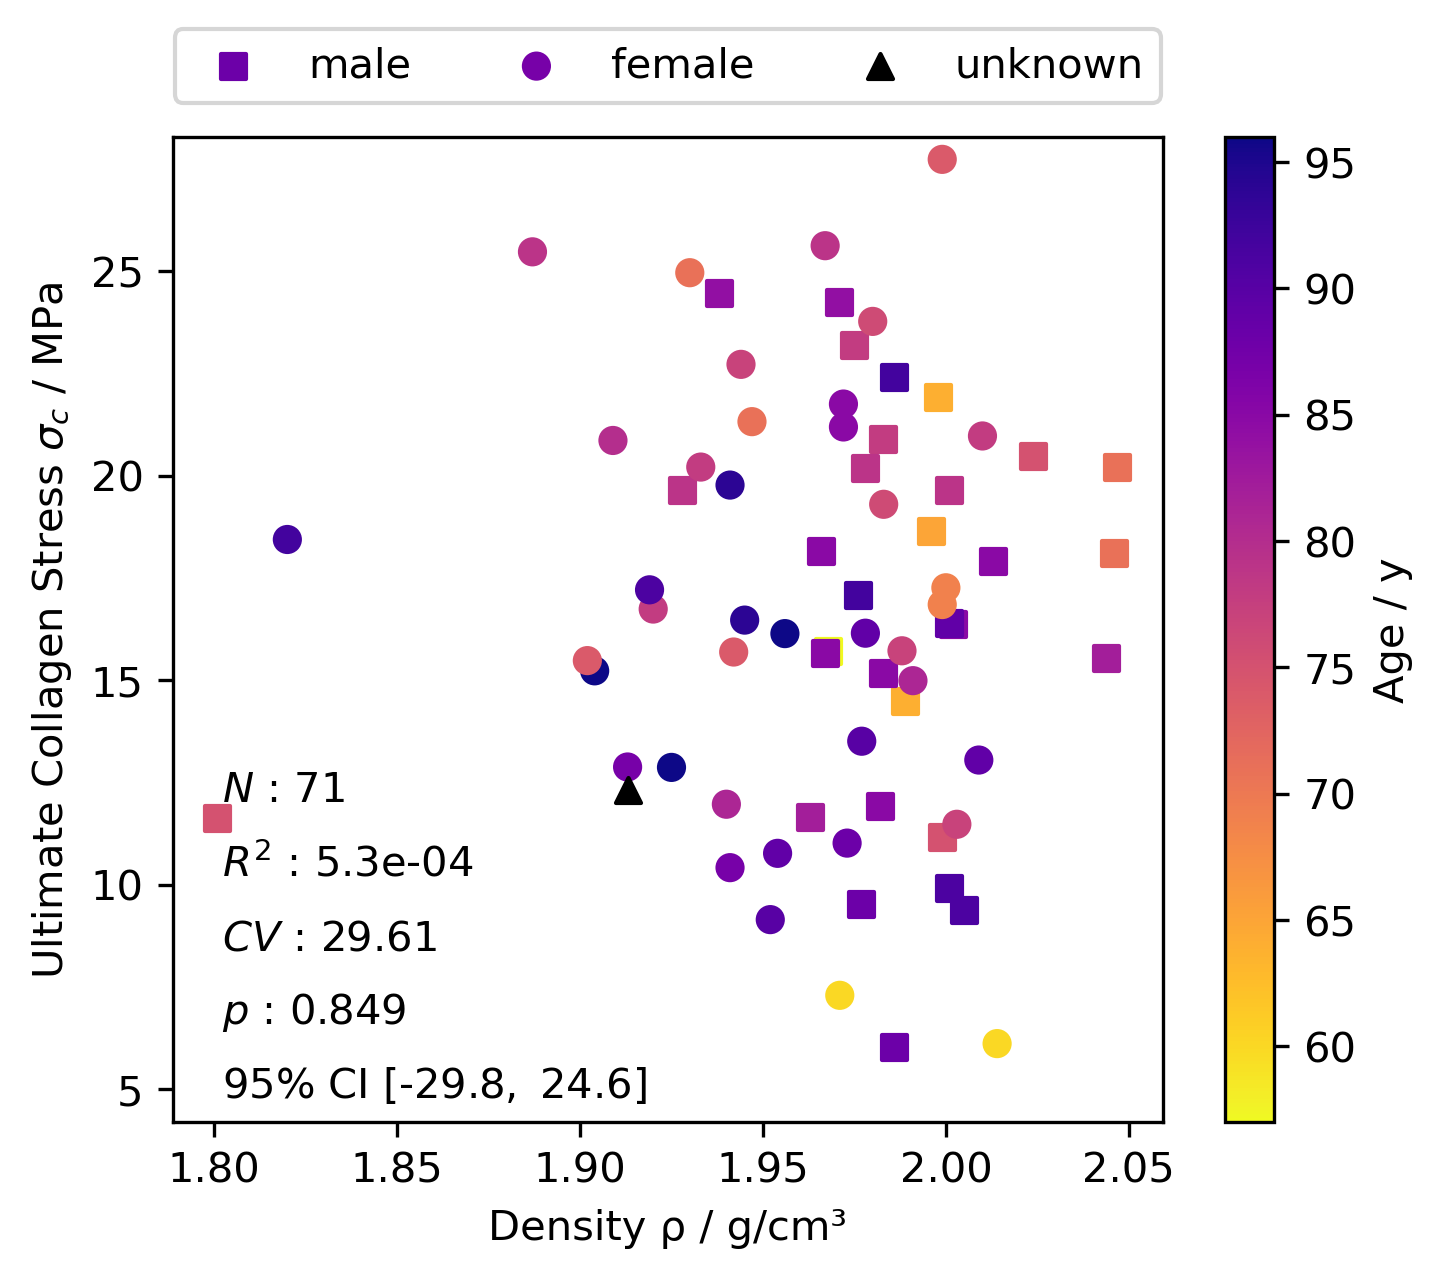 male female unknown
Ultimate Collagen Stress σc / MPa
25
20
15
10
5
N : 71
R² : 5.3e-04
CV : 29.61
p : 0.849
95% CI [-29.8, 24.6]
1.80 1.85 1.90 1.95 2.00 2.05
Density ρ / g/cm³
95
90
85
80
75
70
65
60
Age / y